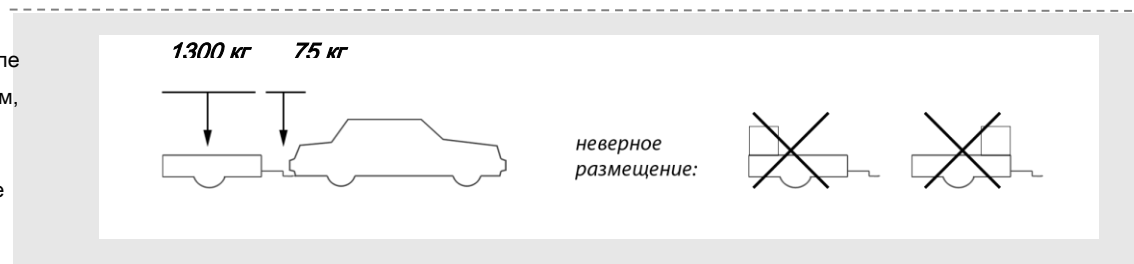 1300 кг 75 кг
м,
е
неверное
размещение: